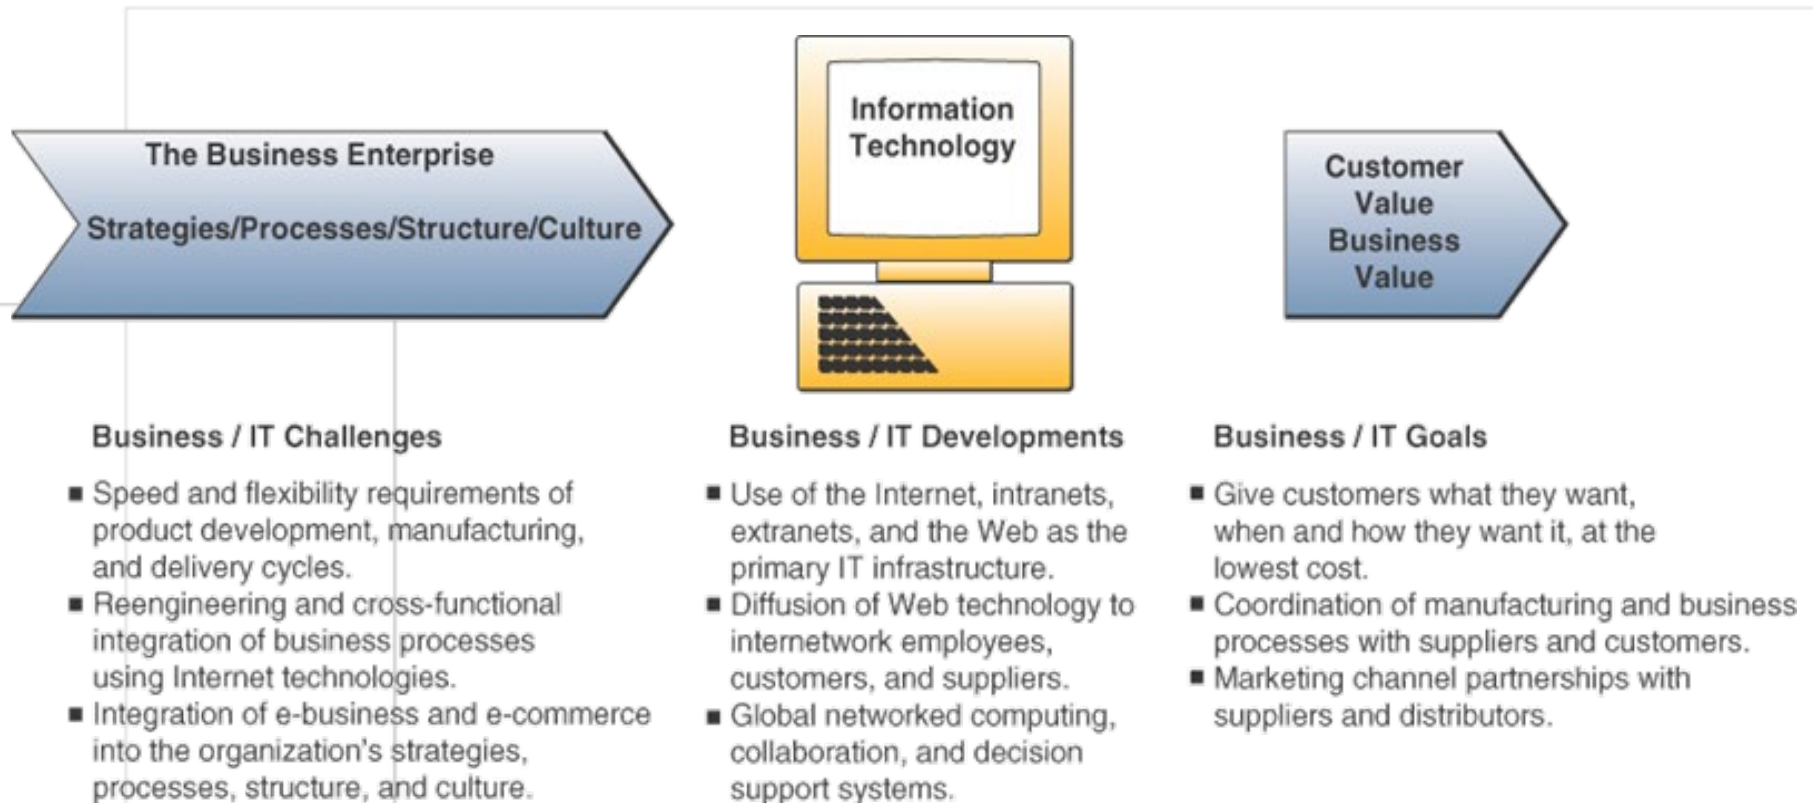 The Business Enterprise
Strategies/Processes/Structure/Culture
Information
Technology
Customer
Value
Business
Value
Business / IT Challenges
■ Speed and flexibility requirements of
product development, manufacturing,
and delivery cycles.
■ Reengineering and cross-functional
integration of business processes
using Internet technologies.
■ Integration of e-business and e-commerce
into the organization's strategies,
processes, structure, and culture.
Business / IT Developments
■ Use of the Internet, intranets,
extranets, and the Web as the
primary IT infrastructure.
■ Diffusion of Web technology to
internetwork employees,
customers, and suppliers.
■ Global networked computing,
collaboration, and decision
support systems.
Business / IT Goals
■ Give customers what they want,
when and how they want it, at the
lowest cost.
■ Coordination of manufacturing and business
processes with suppliers and customers.
■ Marketing channel partnerships with
suppliers and distributors.